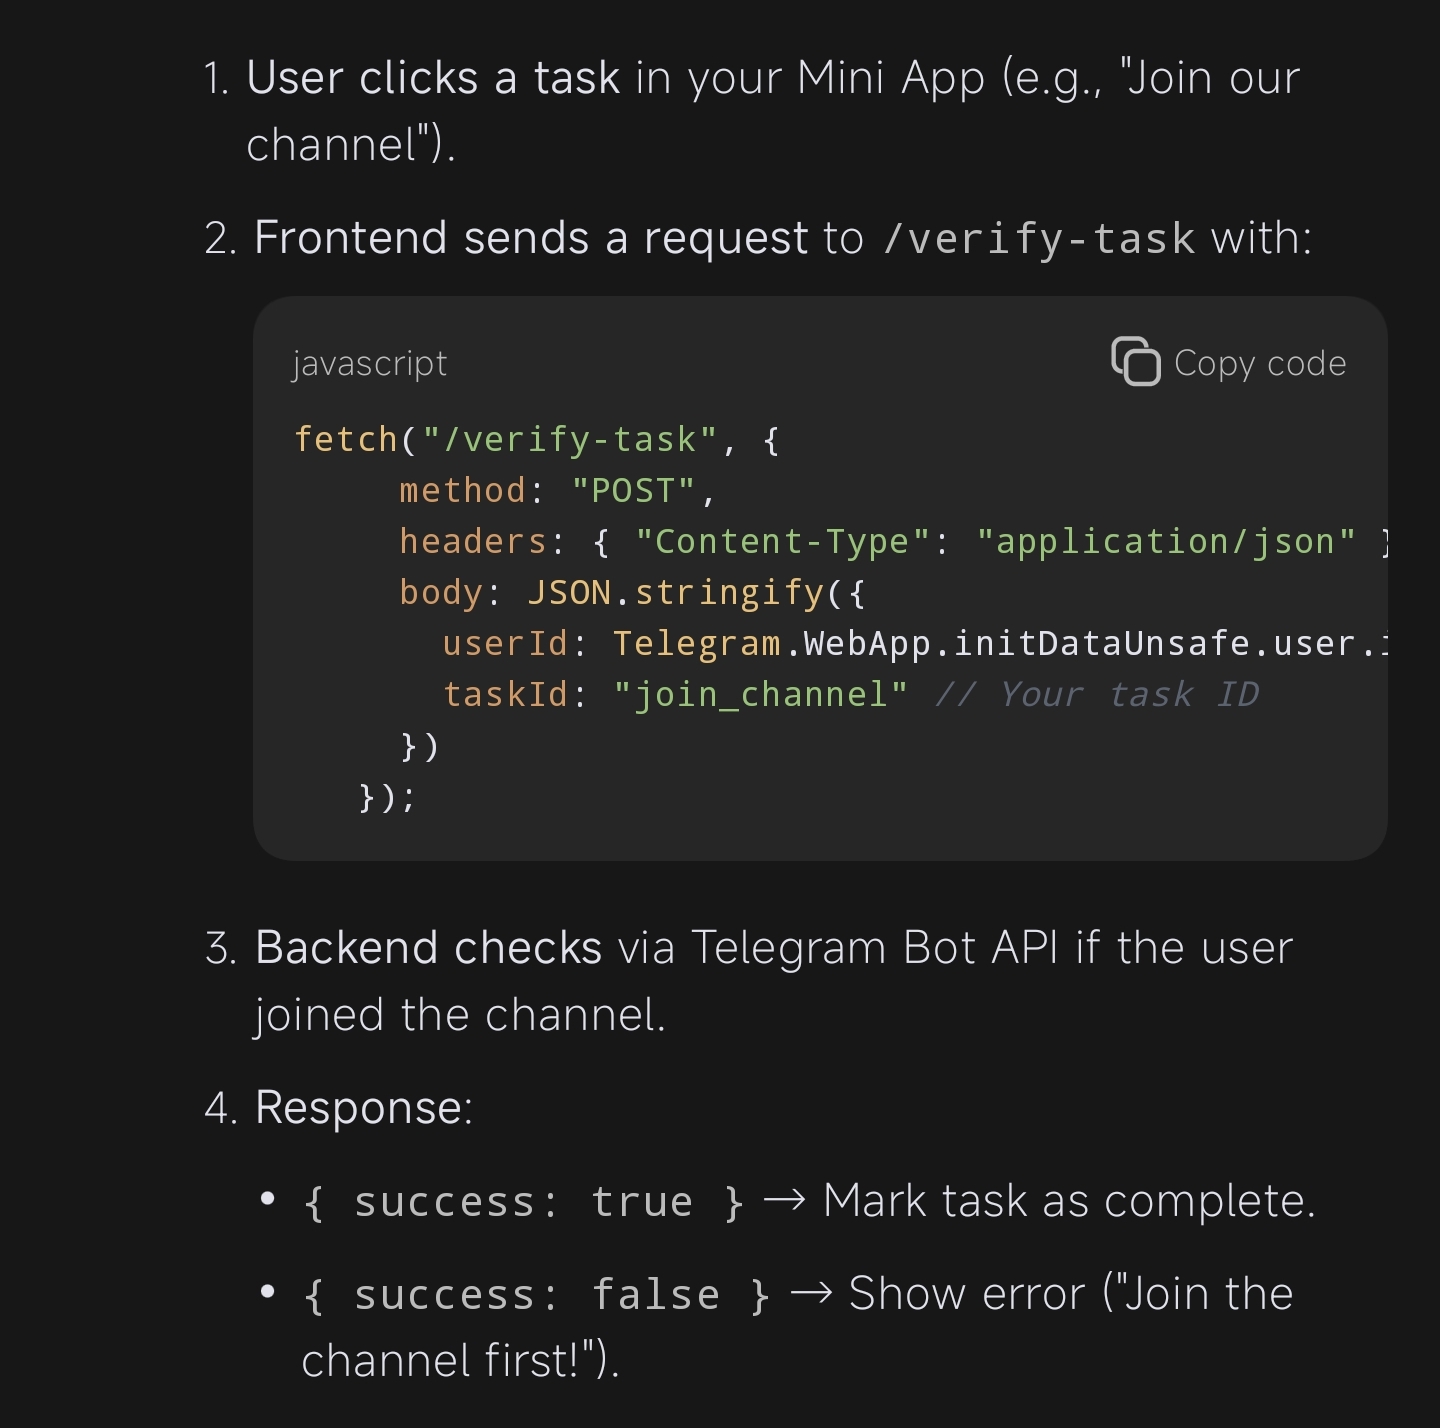 1. User clicks a task in your Mini App (e.g., "Join our
channel").
2. Frontend sends a request to /verify-task with:
javascript
Copy code
fetch("/verify-task", {
method: "POST",
headers: { "Content-Type": "application/json" }
body: JSON.stringify({
userId: Telegram.WebApp.initDataUnsafe.user.i
taskId: "join_channel" // Your task ID
})
});
3. Backend checks via Telegram Bot API if the user
joined the channel.
4. Response:
• { success: true } → Mark task as complete.
• { success: false } → Show error ("Join the
channel first!").